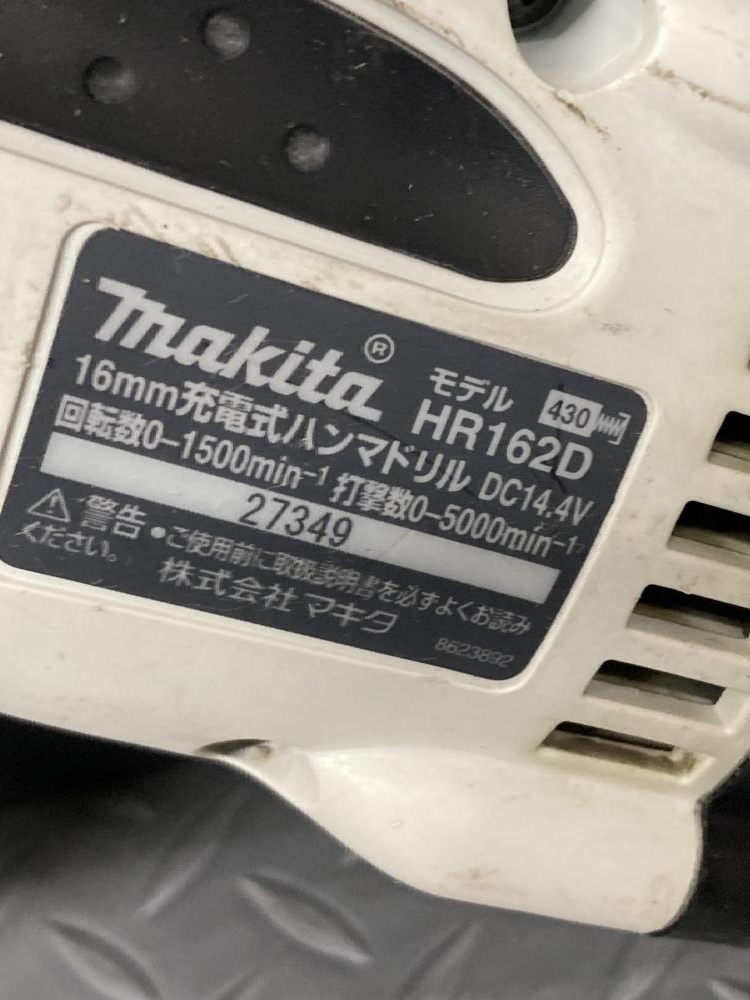 makita®
モデル
HR162D
430
16mm充電式ハンマドリル DC14.4V
回転数0-1500min⁻¹ 打撃数0-5000min⁻¹
27349
⚠ 警告 •ご使用前に取扱説明書を必ずよくお読み
ください。
株式会社マキタ
8623892